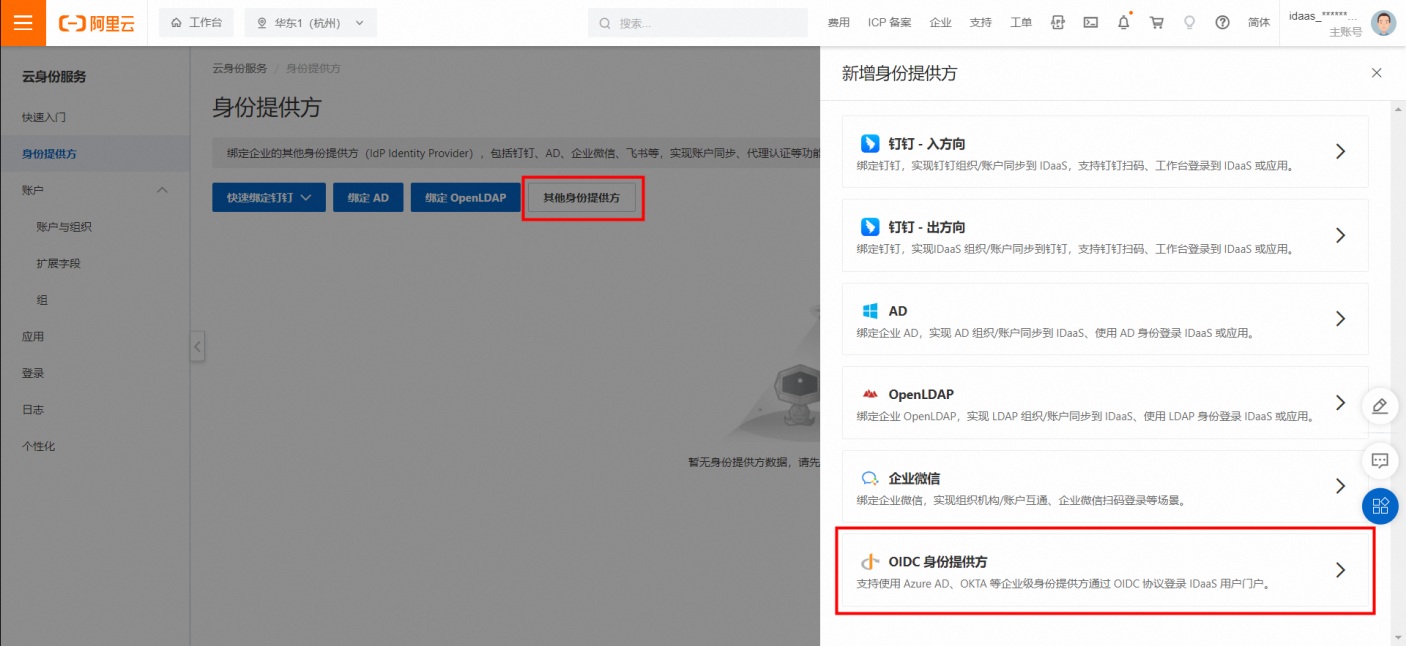 阿里云
工作台
华东1（杭州）
搜索...
费用
ICP 备案
企业
支持
工单
简体
idaas_******...
主账号
云身份服务
快速入门
身份提供方
账户
账户与组织
扩展字段
组
应用
登录
日志
个性化
云身份服务 / 身份提供方
身份提供方
绑定企业的其他身份提供方（IdP Identity Provider），包括钉钉、AD、企业微信、飞书等，实现账户同步、代理认证等功能
快速绑定钉钉
绑定 AD
绑定 OpenLDAP
其他身份提供方
暂无身份提供方数据，请先
新增身份提供方
钉钉 - 入方向
绑定钉钉，实现钉钉组织/账户同步到 IDaaS，支持钉钉扫码、工作台登录到 IDaaS 或应用。
钉钉 - 出方向
绑定钉钉，实现IDaaS 组织/账户同步到钉钉，支持钉钉扫码、工作台登录到 IDaaS 或应用。
AD
绑定企业 AD，实现 AD 组织/账户同步到 IDaaS、使用 AD 身份登录 IDaaS 或应用。
OpenLDAP
绑定企业 OpenLDAP，实现 LDAP 组织/账户同步到 IDaaS、使用 LDAP 身份登录 IDaaS 或应用。
企业微信
绑定企业微信，实现组织机构/账户互通、企业微信扫码登录等场景。
OIDC 身份提供方
支持使用 Azure AD、OKTA 等企业级身份提供方通过 OIDC 协议登录 IDaaS 用户门户。